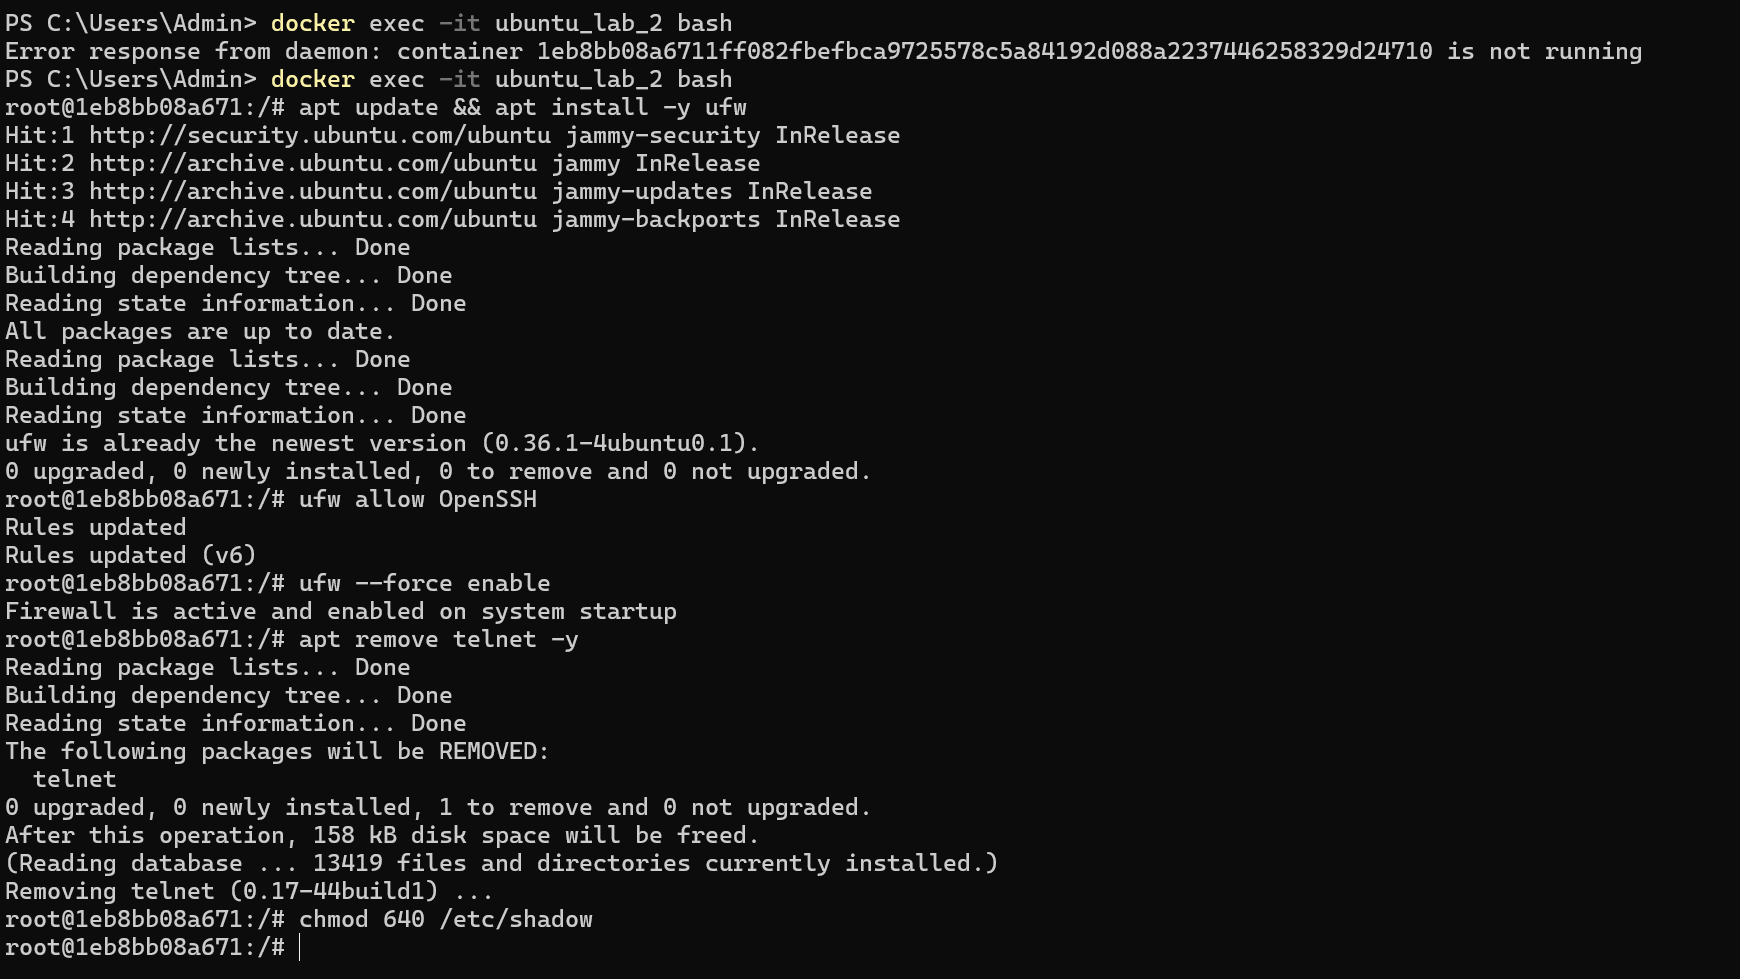 PS C:\Users\Admin> docker exec -it ubuntu_lab_2 bash
Error response from daemon: container 1eb8bb08a6711ff082fbefbca9725578c5a84192d088a2237446258329d24710 is not running
PS C:\Users\Admin> docker exec -it ubuntu_lab_2 bash
root@1eb8bb08a671:/# apt update && apt install -y ufw
Hit:1 http://security.ubuntu.com/ubuntu jammy-security InRelease
Hit:2 http://archive.ubuntu.com/ubuntu jammy InRelease
Hit:3 http://archive.ubuntu.com/ubuntu jammy-updates InRelease
Hit:4 http://archive.ubuntu.com/ubuntu jammy-backports InRelease
Reading package lists... Done
Building dependency tree... Done
Reading state information... Done
All packages are up to date.
Reading package lists... Done
Building dependency tree... Done
Reading state information... Done
ufw is already the newest version (0.36.1-4ubuntu0.1).
0 upgraded, 0 newly installed, 0 to remove and 0 not upgraded.
root@1eb8bb08a671:/# ufw allow OpenSSH
Rules updated
Rules updated (v6)
root@1eb8bb08a671:/# ufw --force enable
Firewall is active and enabled on system startup
root@1eb8bb08a671:/# apt remove telnet -y
Reading package lists... Done
Building dependency tree... Done
Reading state information... Done
The following packages will be REMOVED:
  telnet
0 upgraded, 0 newly installed, 1 to remove and 0 not upgraded.
After this operation, 158 kB disk space will be freed.
(Reading database ... 13419 files and directories currently installed.)
Removing telnet (0.17-44build1) ...
root@1eb8bb08a671:/# chmod 640 /etc/shadow
root@1eb8bb08a671:/#